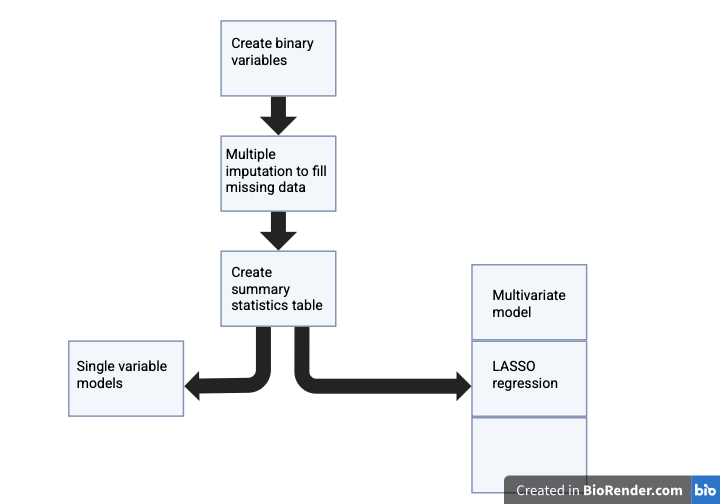 Create binary
variables
Multiple
imputation to fill
missing data
Create
summary
statistics table
Multivariate
model
Single variable
models
LASSO
regression
Created in BioRender.com bio